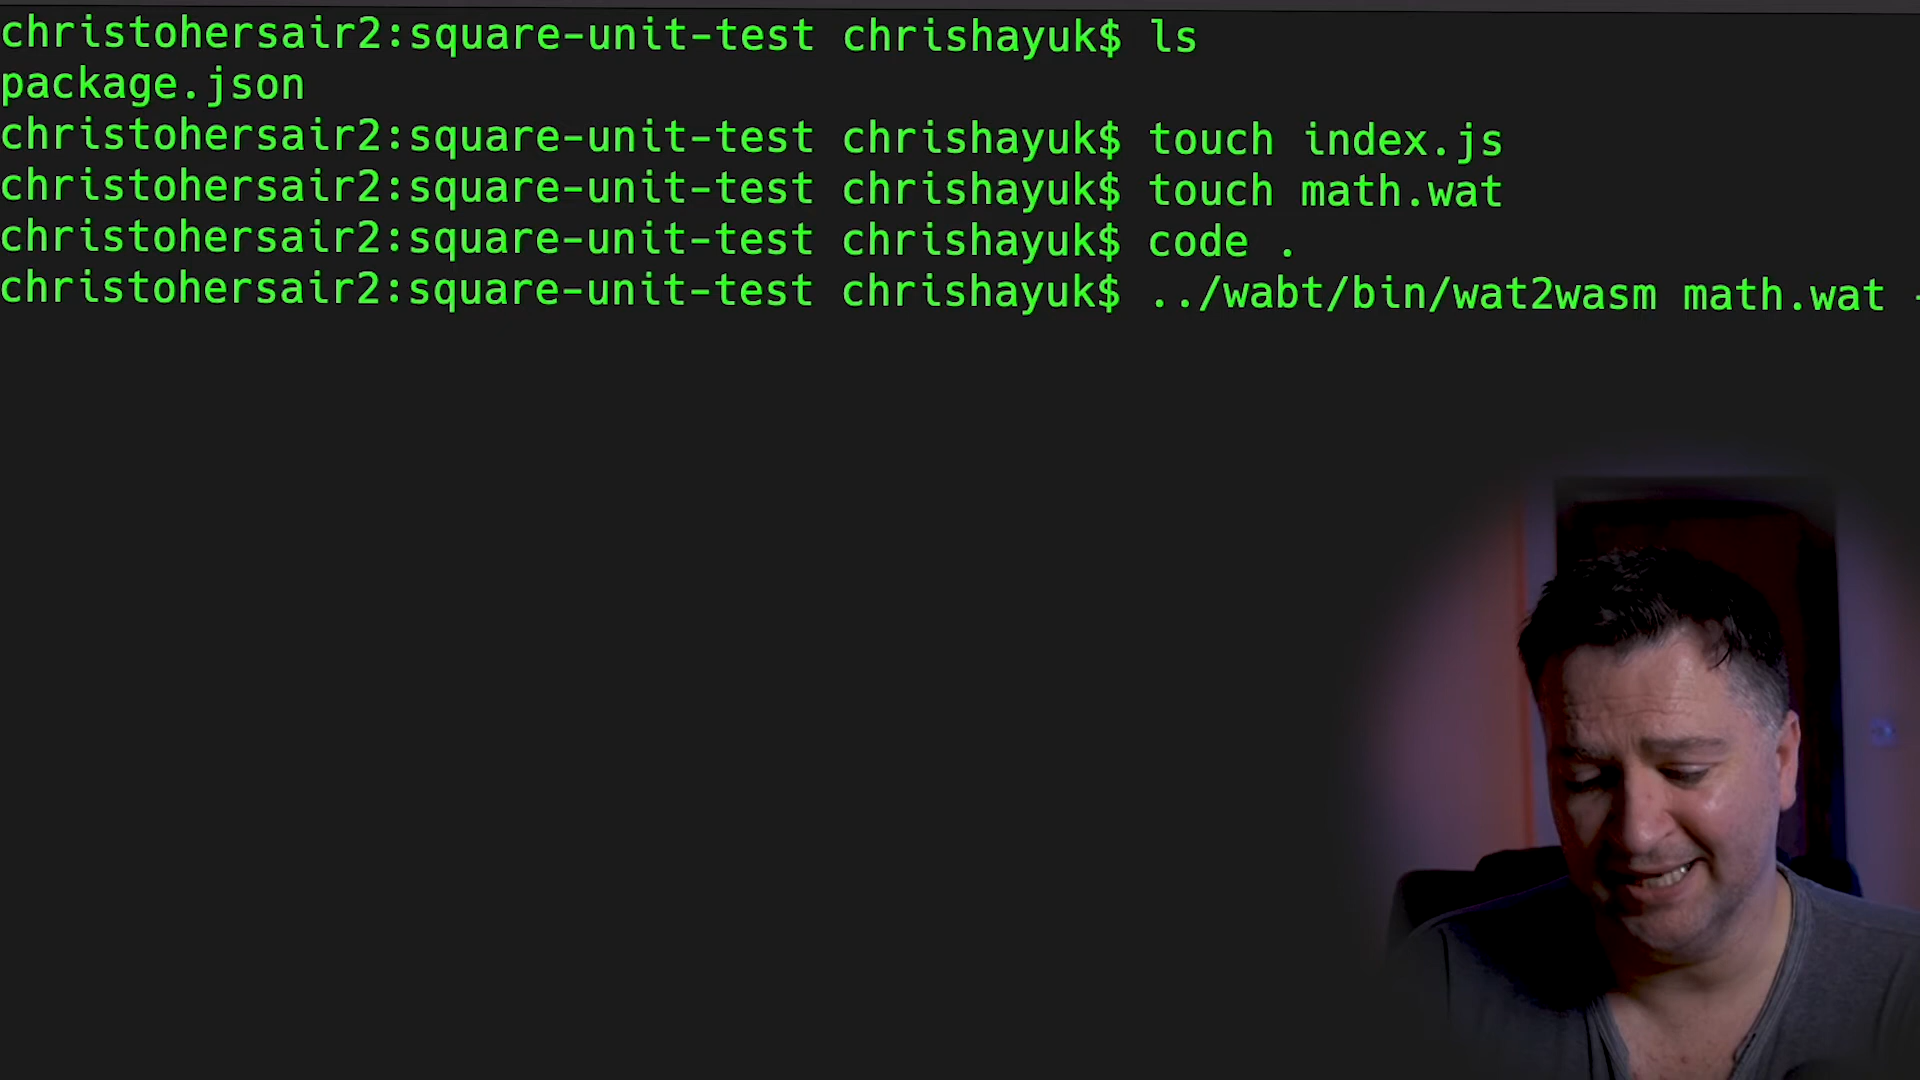 christohersair2:square-unit-test chrishayuk$ ls
package.json
christohersair2:square-unit-test chrishayuk$ touch index.js
christohersair2:square-unit-test chrishayuk$ touch math.wat
christohersair2:square-unit-test chrishayuk$ code .
christohersair2:square-unit-test chrishayuk$ ../wabt/bin/wat2wasm math.wat -